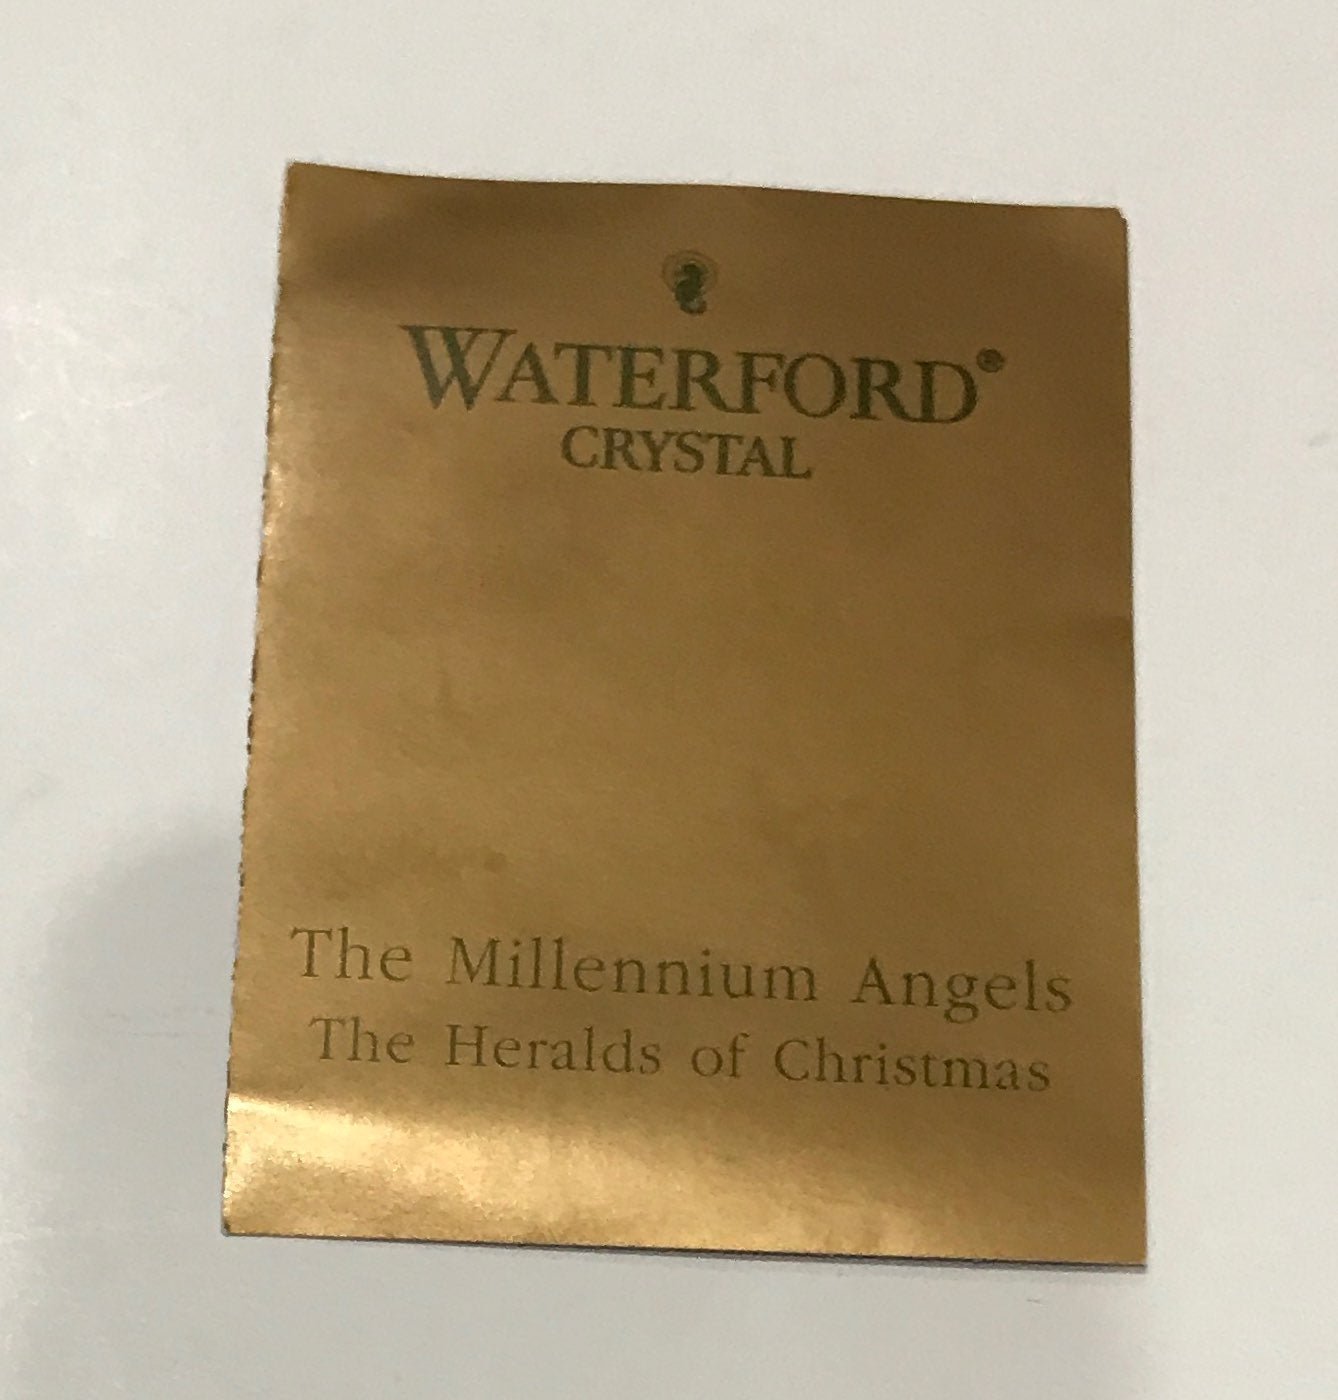 WATERFORD®
CRYSTAL
The Millennium Angels
The Heralds of Christmas